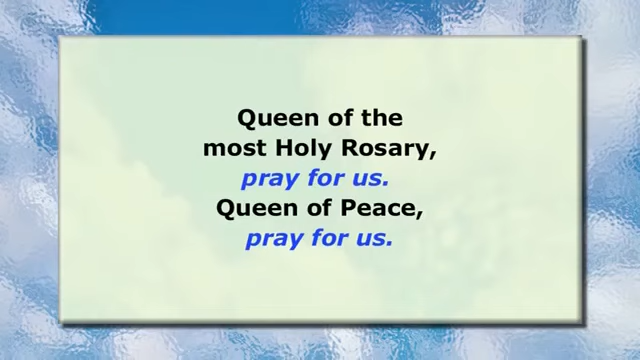 Queen of the
most Holy Rosary,
pray for us.
Queen of Peace,
pray for us.